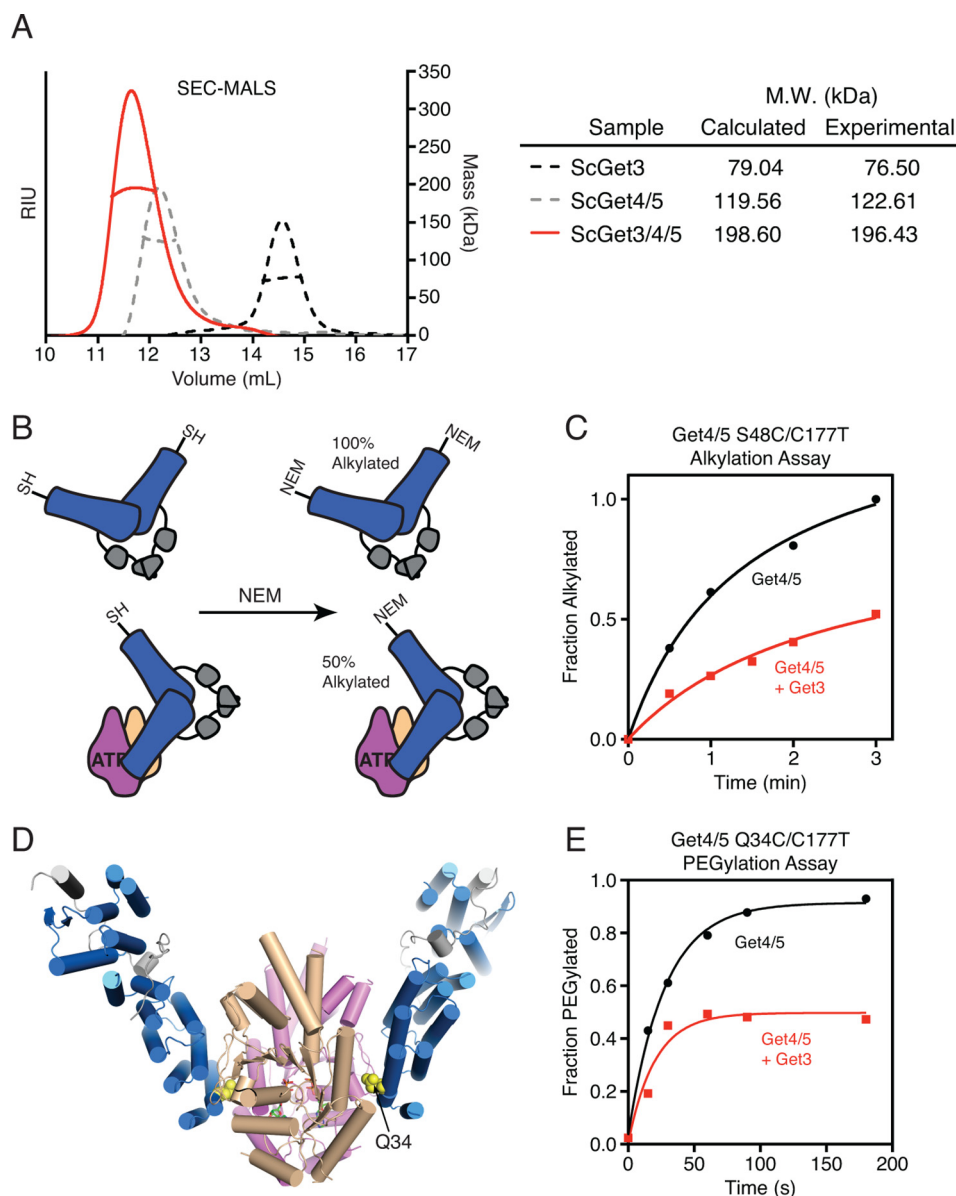 A
SEC-MALS
RIU
Mass (kDa)
350
300
250
200
150
100
50
0
10 11 12 13 14 15 16 17
Volume (mL)
M.W. (kDa)
Sample Calculated Experimental
ScGet3 79.04 76.50
ScGet4/5 119.56 122.61
ScGet3/4/5 198.60 196.43
B
SH
SH
NEM
100%
Alkylated
NEM
NEM
SH
ATP
50%
Alkylated
NEM
ATP
C
Get4/5 S48C/C177T
Alkylation Assay
Fraction Alkylated
1.0
0.5
0.0
Get4/5
Get4/5
+ Get3
0 1 2 3
Time (min)
D
Q34
E
Get4/5 Q34C/C177T
PEGylation Assay
Fraction PEGylated
1.0
0.8
0.6
0.4
0.2
0.0
Get4/5
Get4/5
+ Get3
0 50 100 150 200
Time (s)